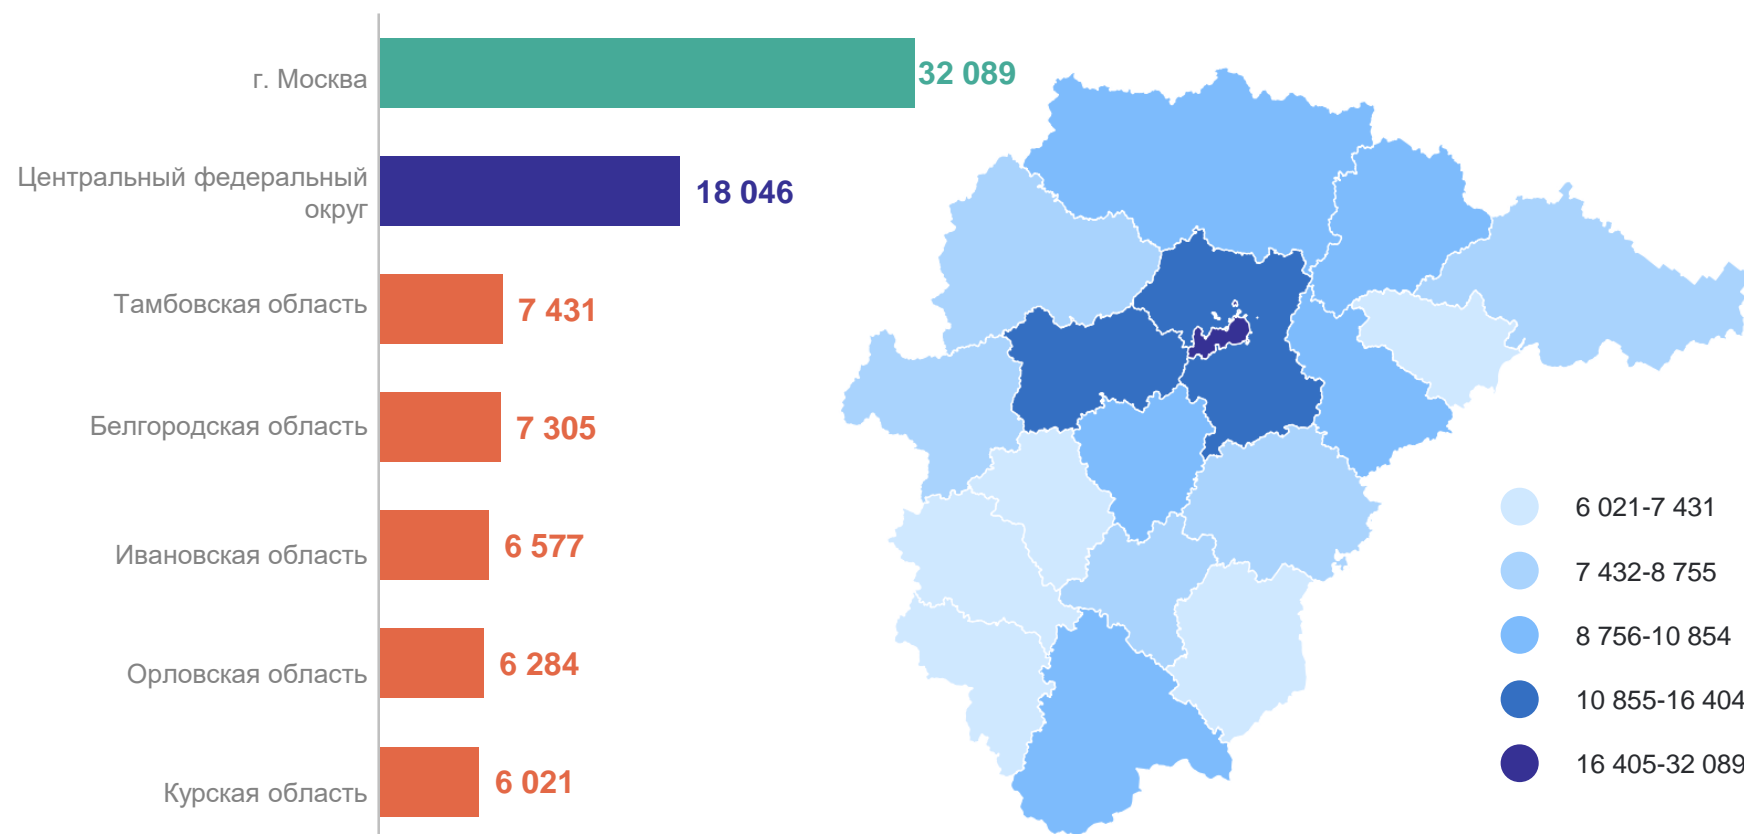 г. Москва
32 089
Центральный федеральный
округ
18 046
Тамбовская область
7 431
Белгородская область
7 305
Ивановская область
6 577
Орловская область
6 284
Курская область
6 021
6 021-7 431
7 432-8 755
8 756-10 854
10 855-16 404
16 405-32 089